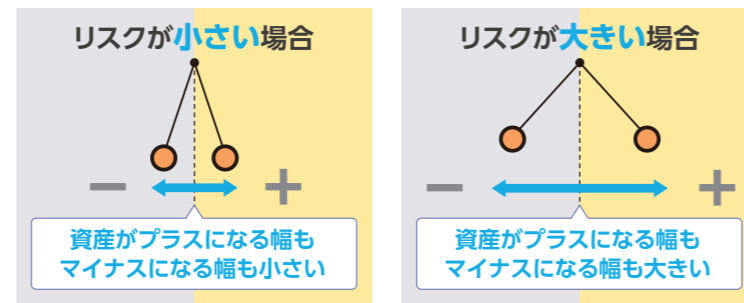 リスクが小さい場合
− +
資産がプラスになる幅も
マイナスになる幅も小さい
リスクが大きい場合
− +
資産がプラスになる幅も
マイナスになる幅も大きい